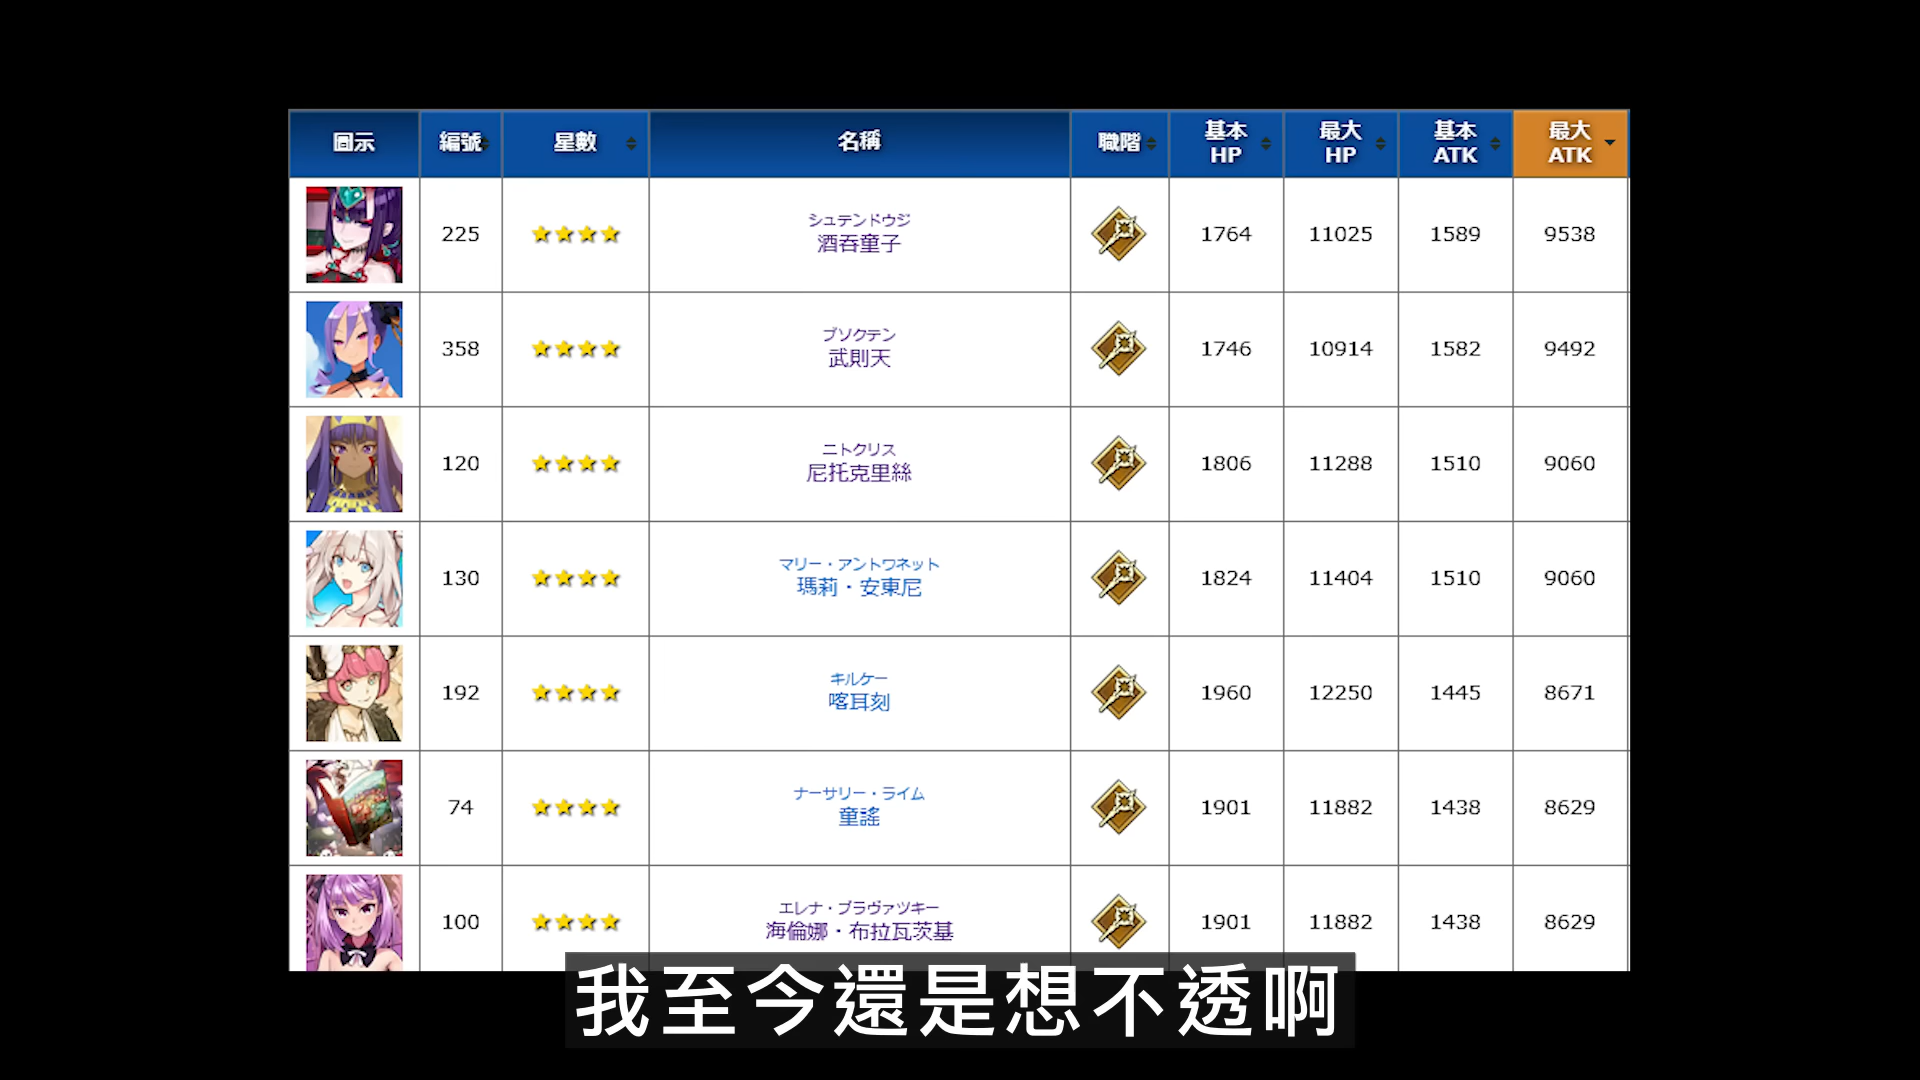 圖示 編號 星數 名稱 職階 基本 HP 最大 HP 基本 ATK 最大 ATK
シュテンドウジ
225 酒吞童子 1764 11025 1589 9538
ブソクテン
358 武則天 1746 10914 1582 9492
ニトクリス
120 尼托克里絲 1806 11288 1510 9060
マリー・アントワネット
130 瑪莉・安東尼 1824 11404 1510 9060
キルケー
192 喀耳刻 1960 12250 1445 8671
ナーサリー・ライム
74 童謠 1901 11882 1438 8629
エレナ・ブラヴァツキー
100 海倫娜・布拉瓦茨基 1901 11882 1438 8629
我至今還是想不透啊